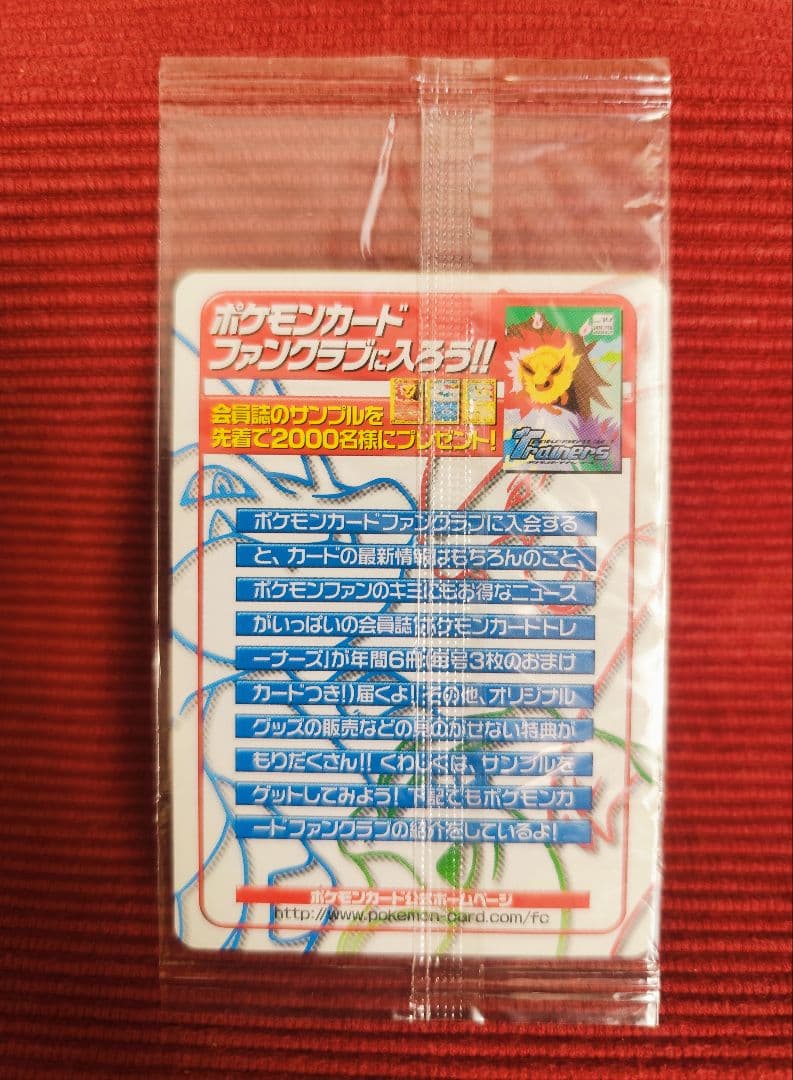 ポケモンカード
ファンクラブに入ろう!!
会員誌のサンプルを
先着で2000名様にプレゼント!
Trainers
ポケモンカードファンクラブに入会する
と、カードの最新情報はもちろんのこと、
ポケモンファンのキミにもお得なニュース
がいっぱいの会員誌「ポケモンカードトレ
ーナーズ」が年間6冊(毎号3枚のおまけ
カードつき!)届くよ!その他、オリジナル
グッズの販売などの見のがせない特典が
もりだくさん!! くわしくは、サンプルを
ゲットしてみよう! 下記でもポケモンカ
ードファンクラブの紹介をしているよ!
ポケモンカード公式ホームページ
http://www.pokemon-card.com/fc